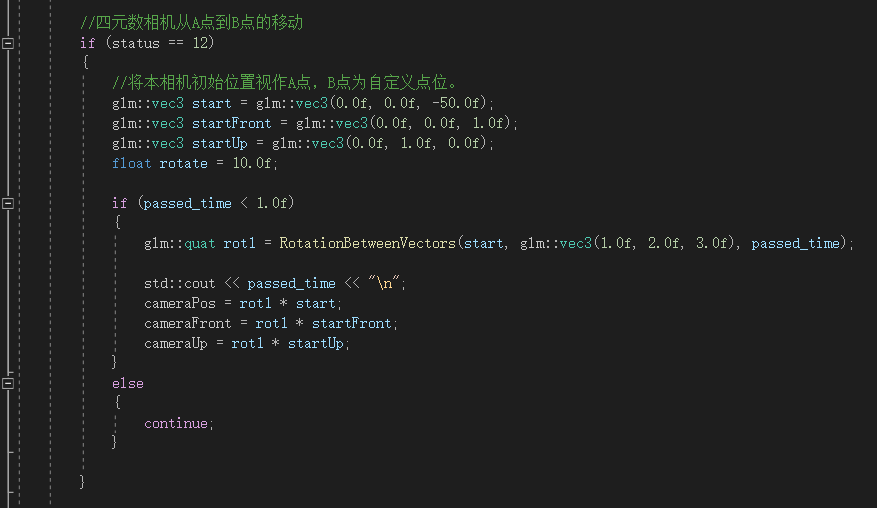 //四元数相机从A点到B点的移动
if (status == 12)
{
//将本相机初始位置视作A点，B点为自定义点位。
glm::vec3 start = glm::vec3(0.0f, 0.0f, -50.0f);
glm::vec3 startFront = glm::vec3(0.0f, 0.0f, 1.0f);
glm::vec3 startUp = glm::vec3(0.0f, 1.0f, 0.0f);
float rotate = 10.0f;
if (passed_time < 1.0f)
{
glm::quat rot1 = RotationBetweenVectors(start, glm::vec3(1.0f, 2.0f, 3.0f), passed_time);
std::cout << passed_time << "\n";
cameraPos = rot1 * start;
cameraFront = rot1 * startFront;
cameraUp = rot1 * startUp;
}
else
{
continue;
}
}